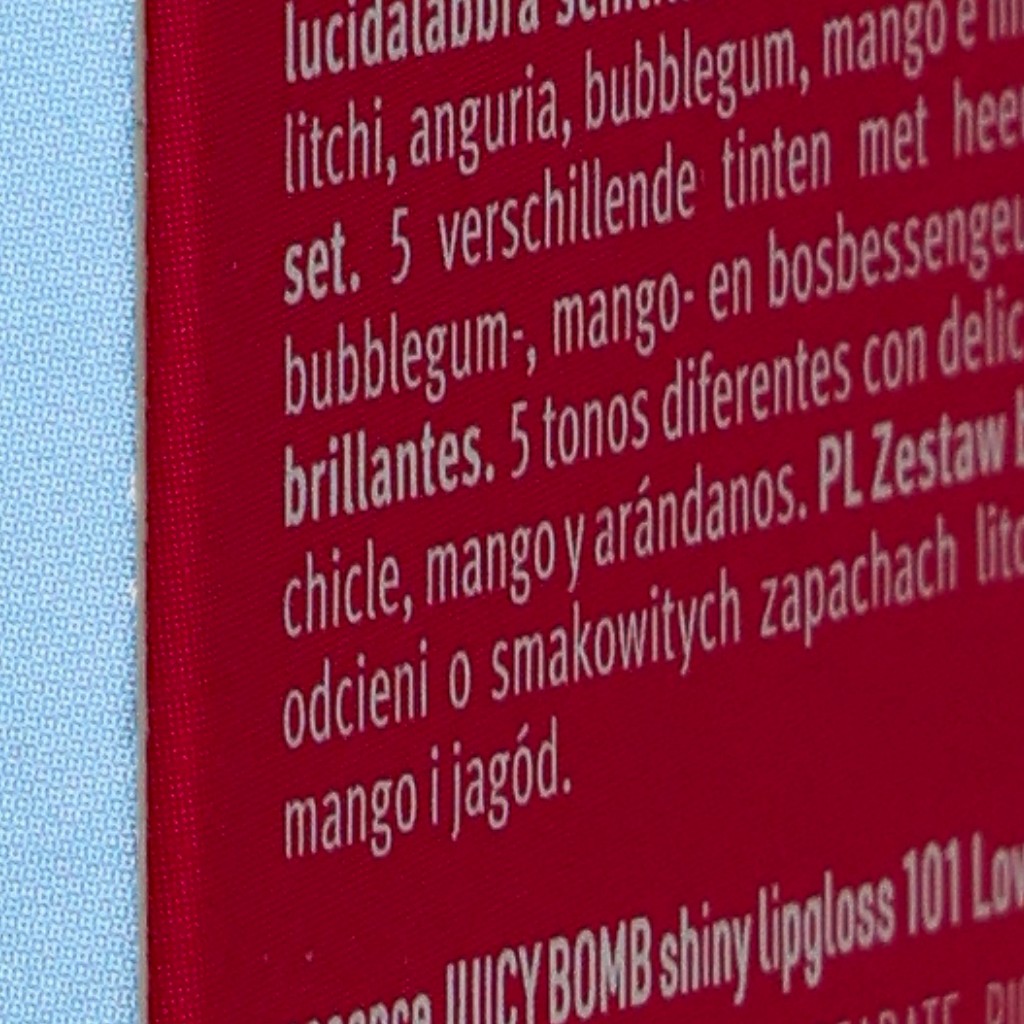 lucidalabbra
litchi, anguria, bubblegum, mango e
set. 5 verschillende tinten met
bubblegum-, mango- en
brillantes. 5 tonos diferentes con
chicle, mango y arándanos. PL Zestaw
odcieni o smakowitych zapachach
mango i jagód.
JUICY BOMB shiny lipgloss 101